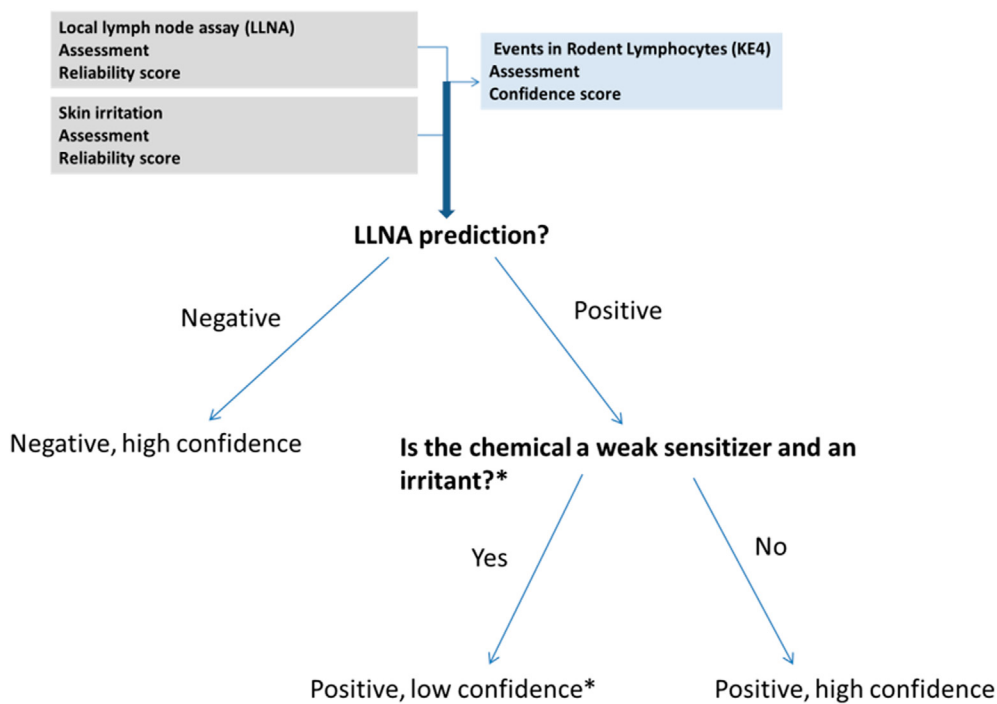 Local lymph node assay (LLNA)
Assessment
Reliability score
Events in Rodent Lymphocytes (KE4)
Assessment
Confidence score
Skin irritation
Assessment
Reliability score
LLNA prediction?
Negative
Positive
Negative, high confidence
Is the chemical a weak sensitizer and an
irritant?*
Yes
No
Positive, low confidence*
Positive, high confidence